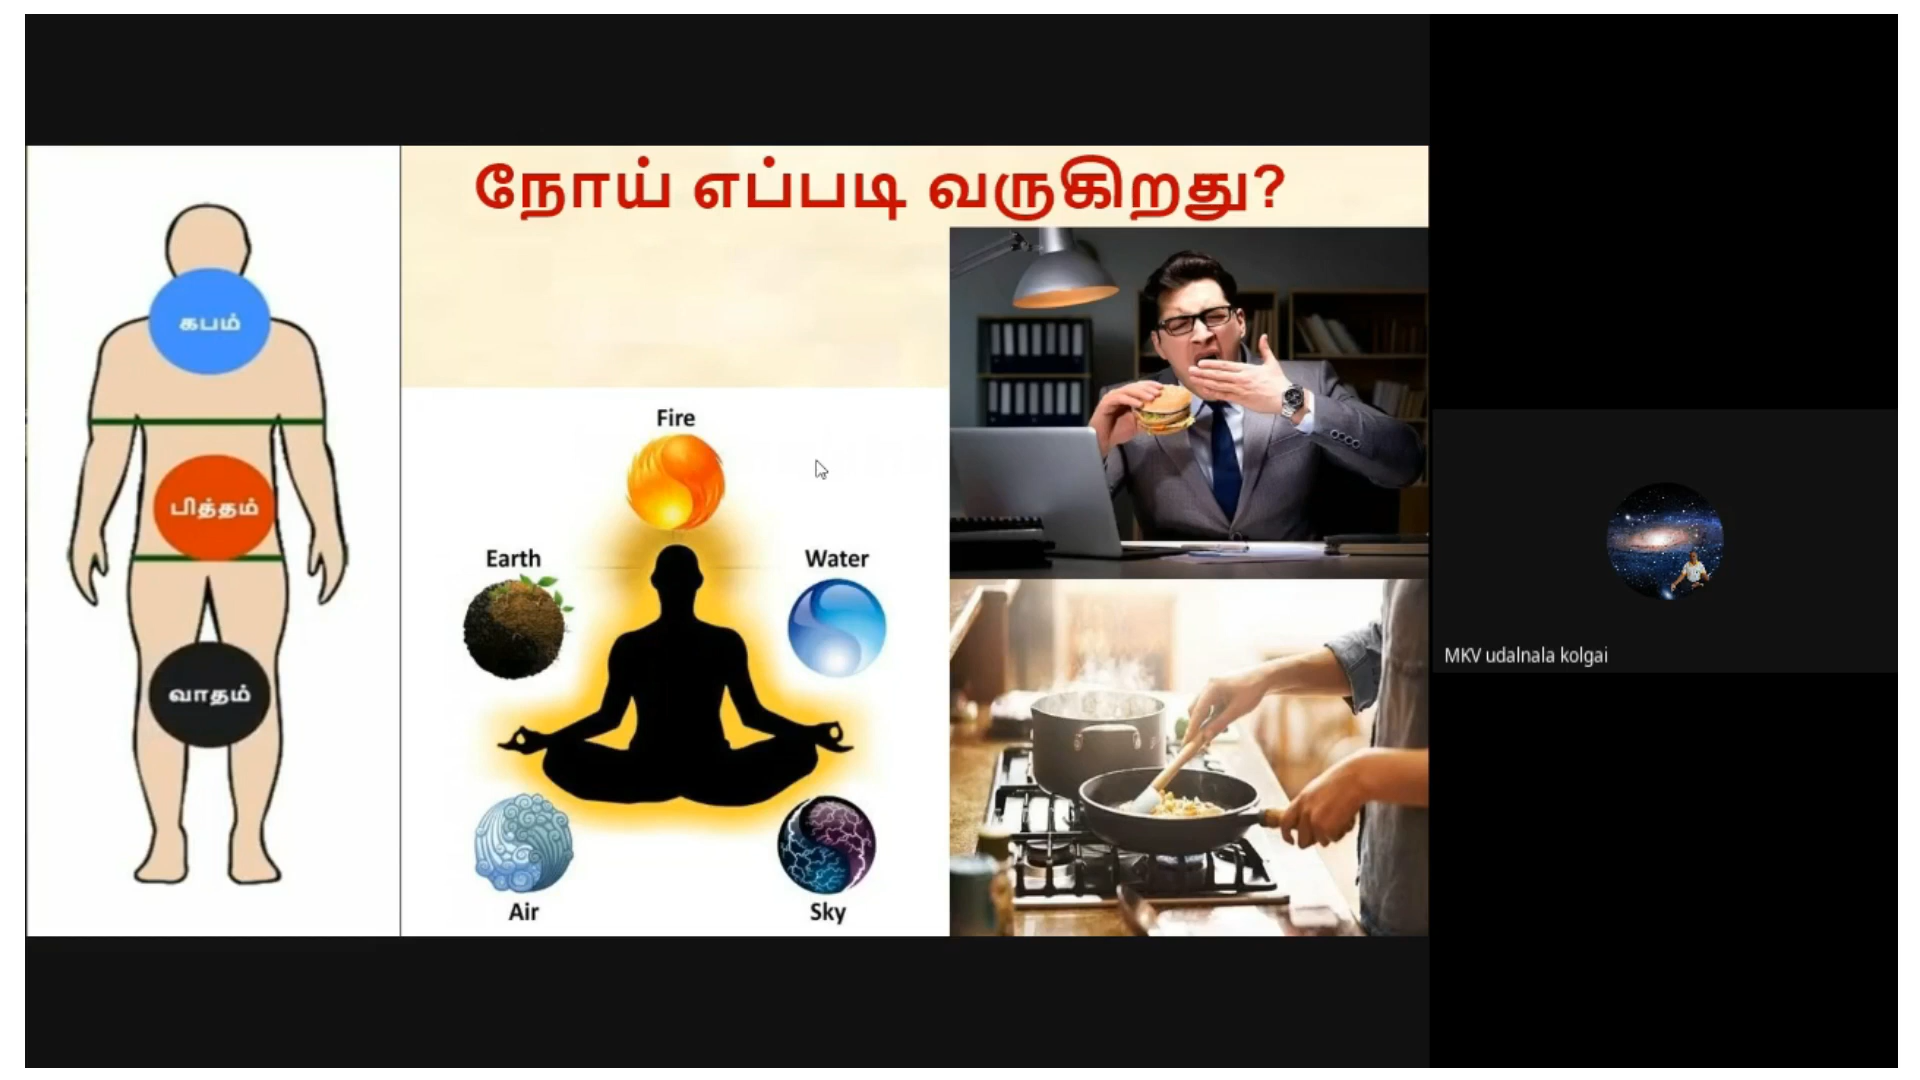 நோய் எப்படி வருகிறது?
கபம்
பித்தம்
வாதம்
Fire
Earth
Water
Air
Sky
MKV udalnala kolgai